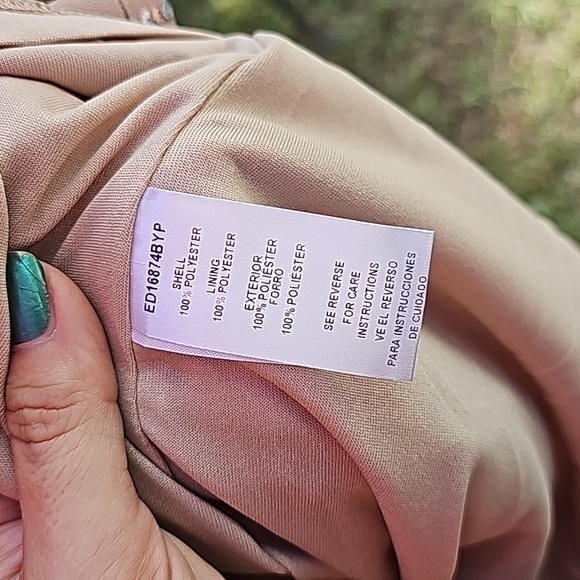 ED16874BYP
SHELL
100% POLYESTER
LINING
100% POLYESTER
EXTERIOR
100% POLIESTER
FORRO
100% POLIESTER
SEE REVERSE
FOR CARE
INSTRUCTIONS
VE EL REVERSO
PARA INSTRUCCIONES
DE CUIDADO